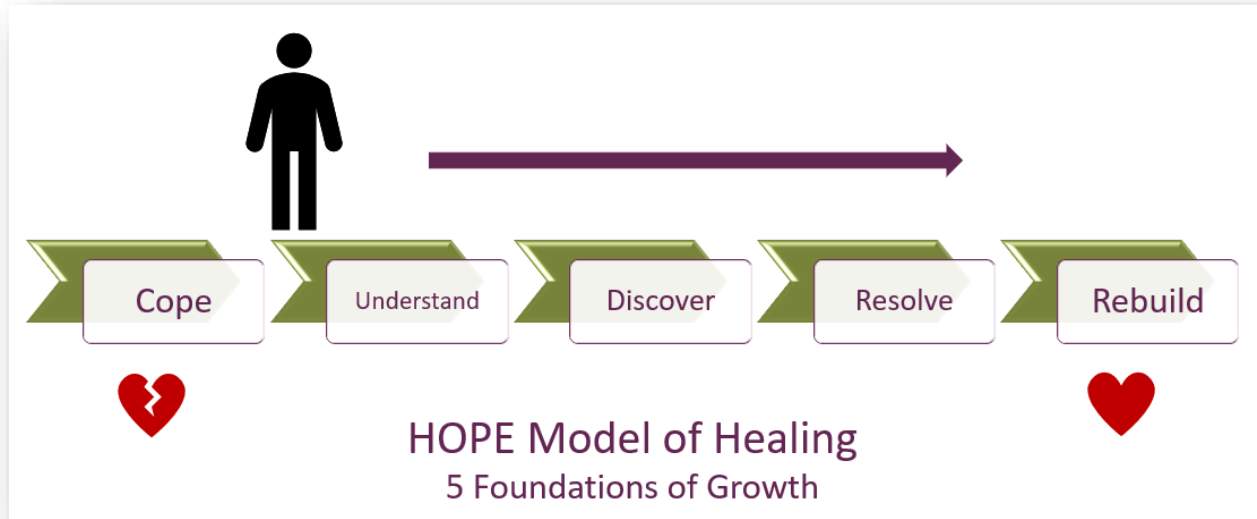 Cope
Understand
Discover
Resolve
Rebuild
HOPE Model of Healing
5 Foundations of Growth